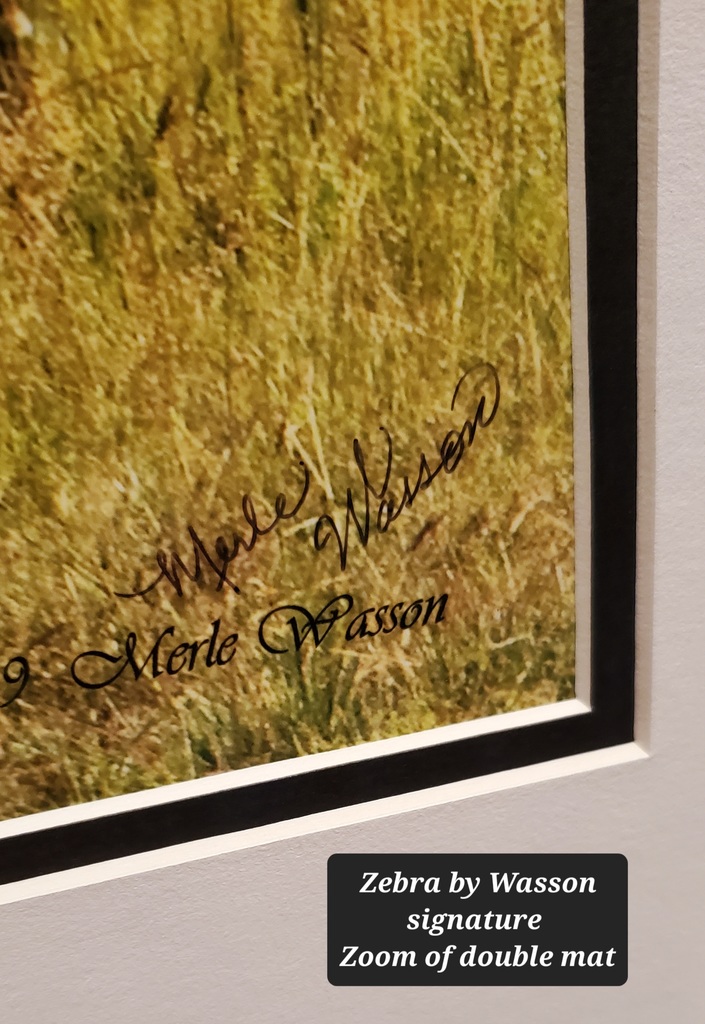 Merle Wasson
9 Merle Wasson
Zebra by Wasson
signature
Zoom of double mat